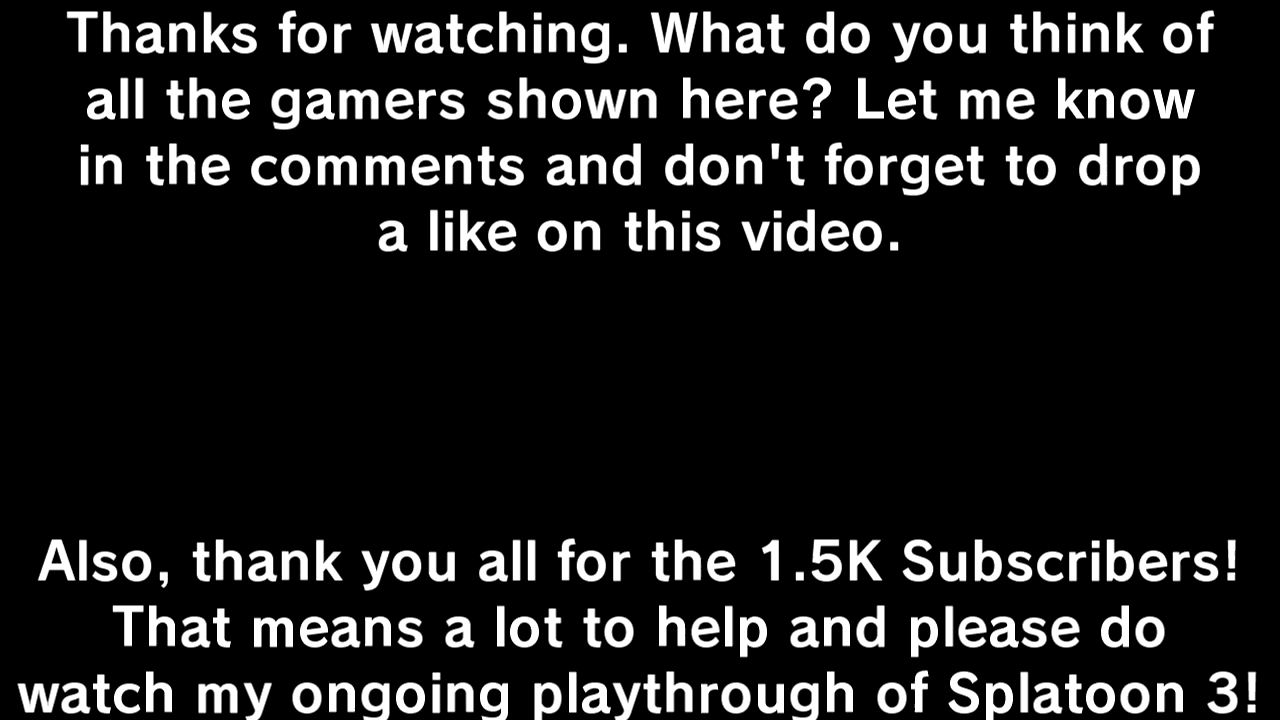 Thanks for watching. What do you think of
all the gamers shown here? Let me know
in the comments and don't forget to drop
a like on this video.
Also, thank you all for the 1.5K Subscribers!
That means a lot to help and please do
watch my ongoing playthrough of Splatoon 3!